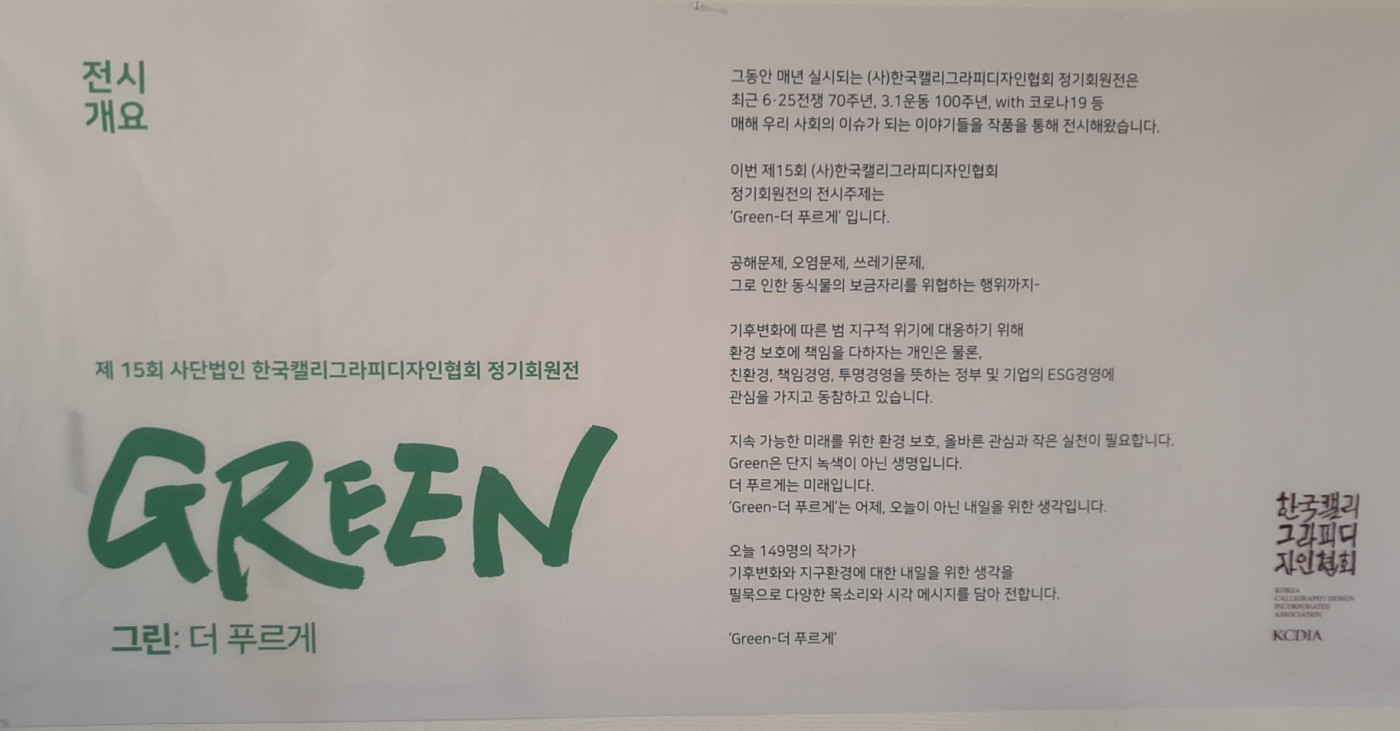 전시
개요
제 15회 사단법인 한국캘리그라피디자인협회 정기회원전
GREEN
그린: 더 푸르게
그동안 매년 실시되는 (사)한국캘리그라피디자인협회 정기회원전은
최근 6·25전쟁 70주년, 3.1운동 100주년, with 코로나19 등
매해 우리 사회의 이슈가 되는 이야기들을 작품을 통해 전시해왔습니다.
이번 제15회 (사)한국캘리그라피디자인협회
정기회원전의 전시주제는
'Green-더 푸르게' 입니다.
공해문제, 오염문제, 쓰레기문제,
그로 인한 동식물의 보금자리를 위협하는 행위까지-
기후변화에 따른 범 지구적 위기에 대응하기 위해
환경 보호에 책임을 다하자는 개인은 물론,
친환경, 책임경영, 투명경영을 뜻하는 정부 및 기업의 ESG경영에
관심을 가지고 동참하고 있습니다.
지속 가능한 미래를 위한 환경 보호, 올바른 관심과 작은 실천이 필요합니다.
Green은 단지 녹색이 아닌 생명입니다.
더 푸르게는 미래입니다.
'Green-더 푸르게'는 어제, 오늘이 아닌 내일을 위한 생각입니다.
오늘 149명의 작가가
기후변화와 지구환경에 대한 내일을 위한 생각을
필묵으로 다양한 목소리와 시각 메시지를 담아 전합니다.
'Green-더 푸르게'
한국캘리
그라피디
자인협회
KOREA
CALLIGRAPHY DESIGN
INCORPORATED
ASSOCIATION
KCDIA